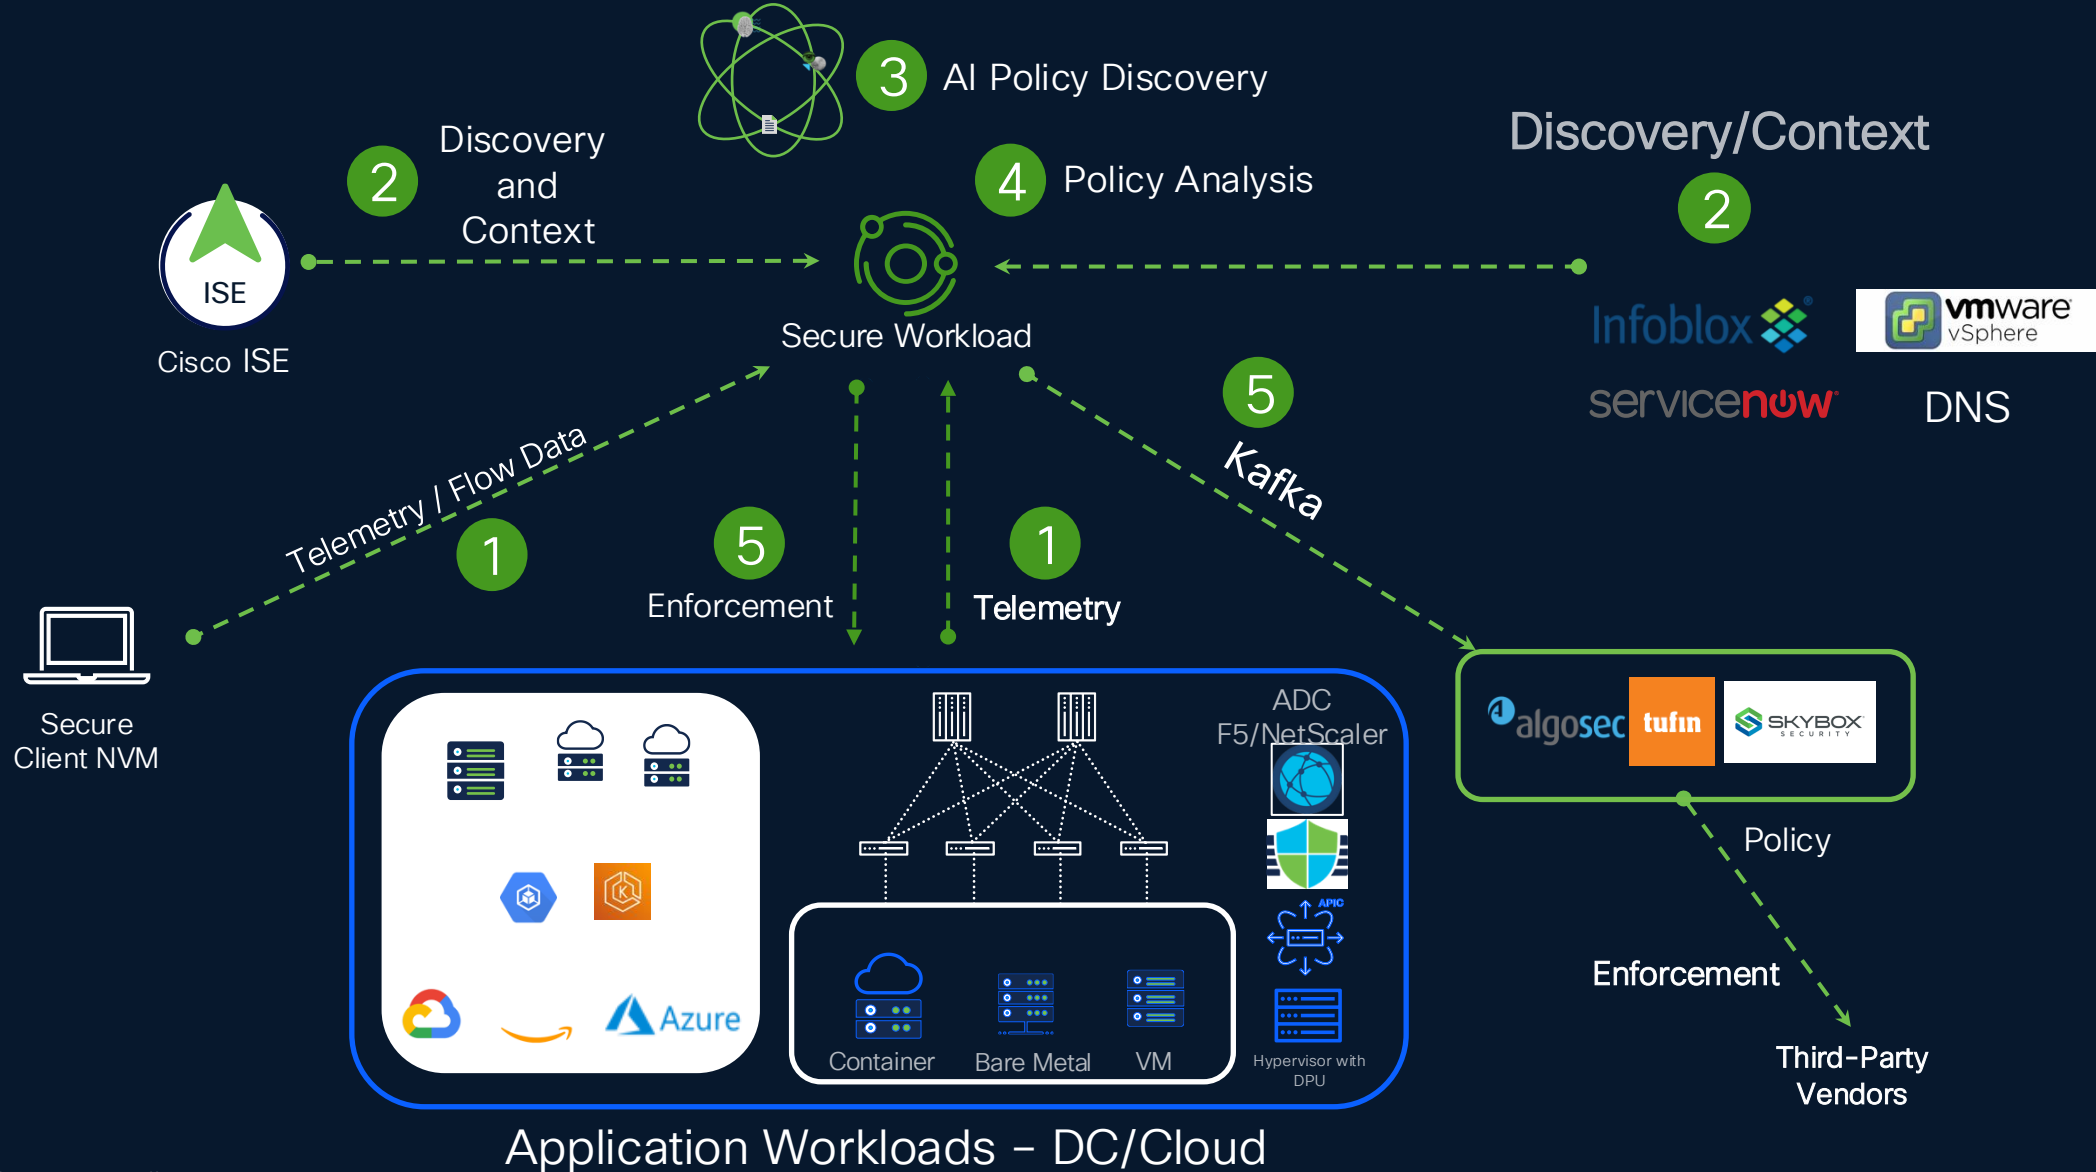 3
AI Policy Discovery
Discovery
and
Context
2
4
Policy Analysis
Discovery/Context
2
ISE
Cisco ISE
Secure Workload
Infoblox
vmware
vSphere
servicenow
DNS
5
Kafka
Telemetry / Flow Data
1
5
Enforcement
1
Telemetry
Secure
Client NVM
ADC
F5/NetScaler
algosec
tufin
SKYBOX
SECURITY
Policy
K
APIC
Enforcement
Azure
Container
Bare Metal
VM
Hypervisor with
DPU
Third-Party
Vendors
Application Workloads – DC/Cloud